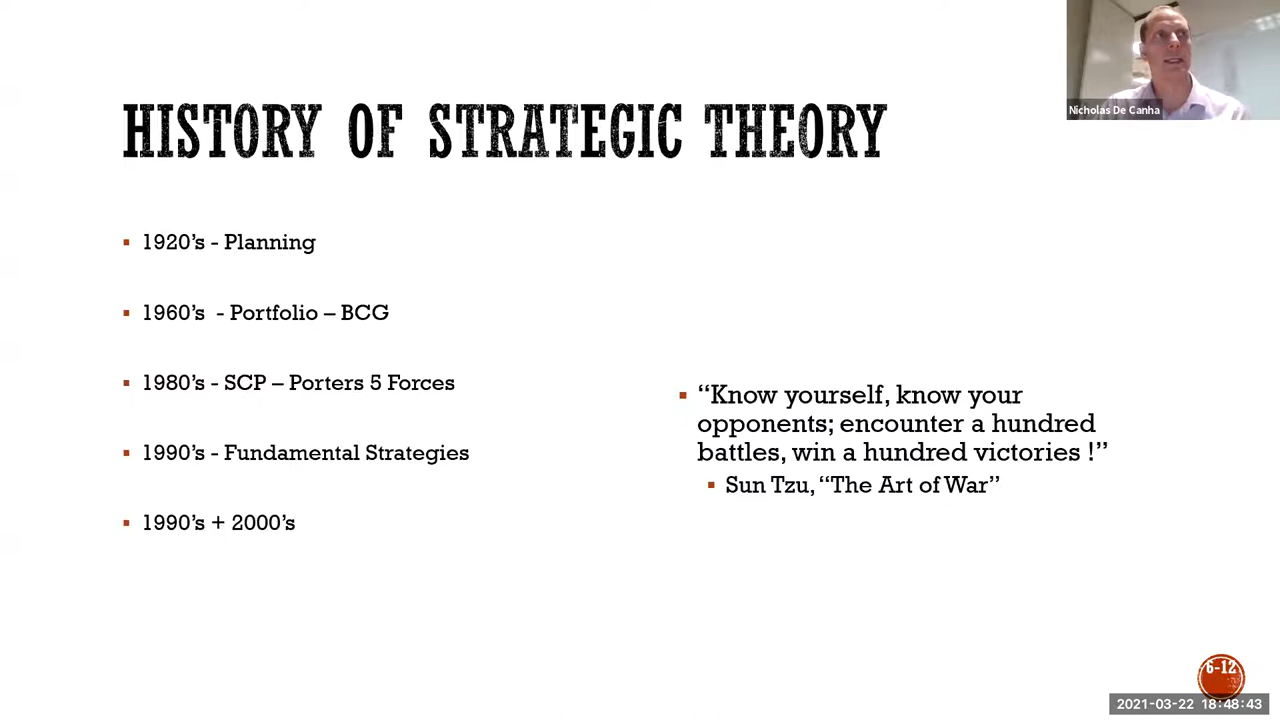 Nicholas De Canha
HISTORY OF STRATEGIC THEORY
▪ 1920’s - Planning
▪ 1960’s - Portfolio – BCG
▪ 1980’s - SCP – Porters 5 Forces
▪ 1990’s - Fundamental Strategies
▪ 1990’s + 2000’s
▪ “Know yourself, know your
opponents; encounter a hundred
battles, win a hundred victories !”
▪ Sun Tzu, “The Art of War”
6-12
2021-03-22 18:48:43